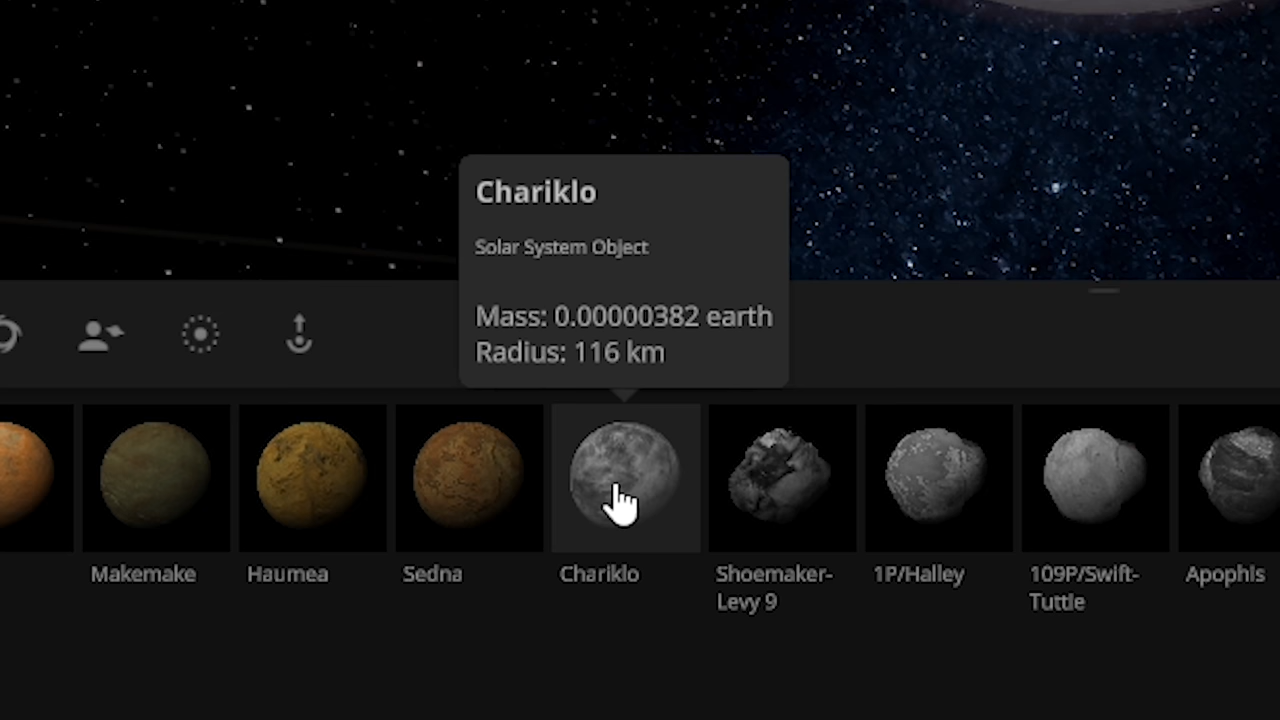 Chariklo
Solar System Object
Mass: 0.00000382 earth
Radius: 116 km
Makemake
Haumea
Sedna
Chariklo
Shoemaker-
Levy 9
1P/Halley
109P/Swift-
Tuttle
Apophis